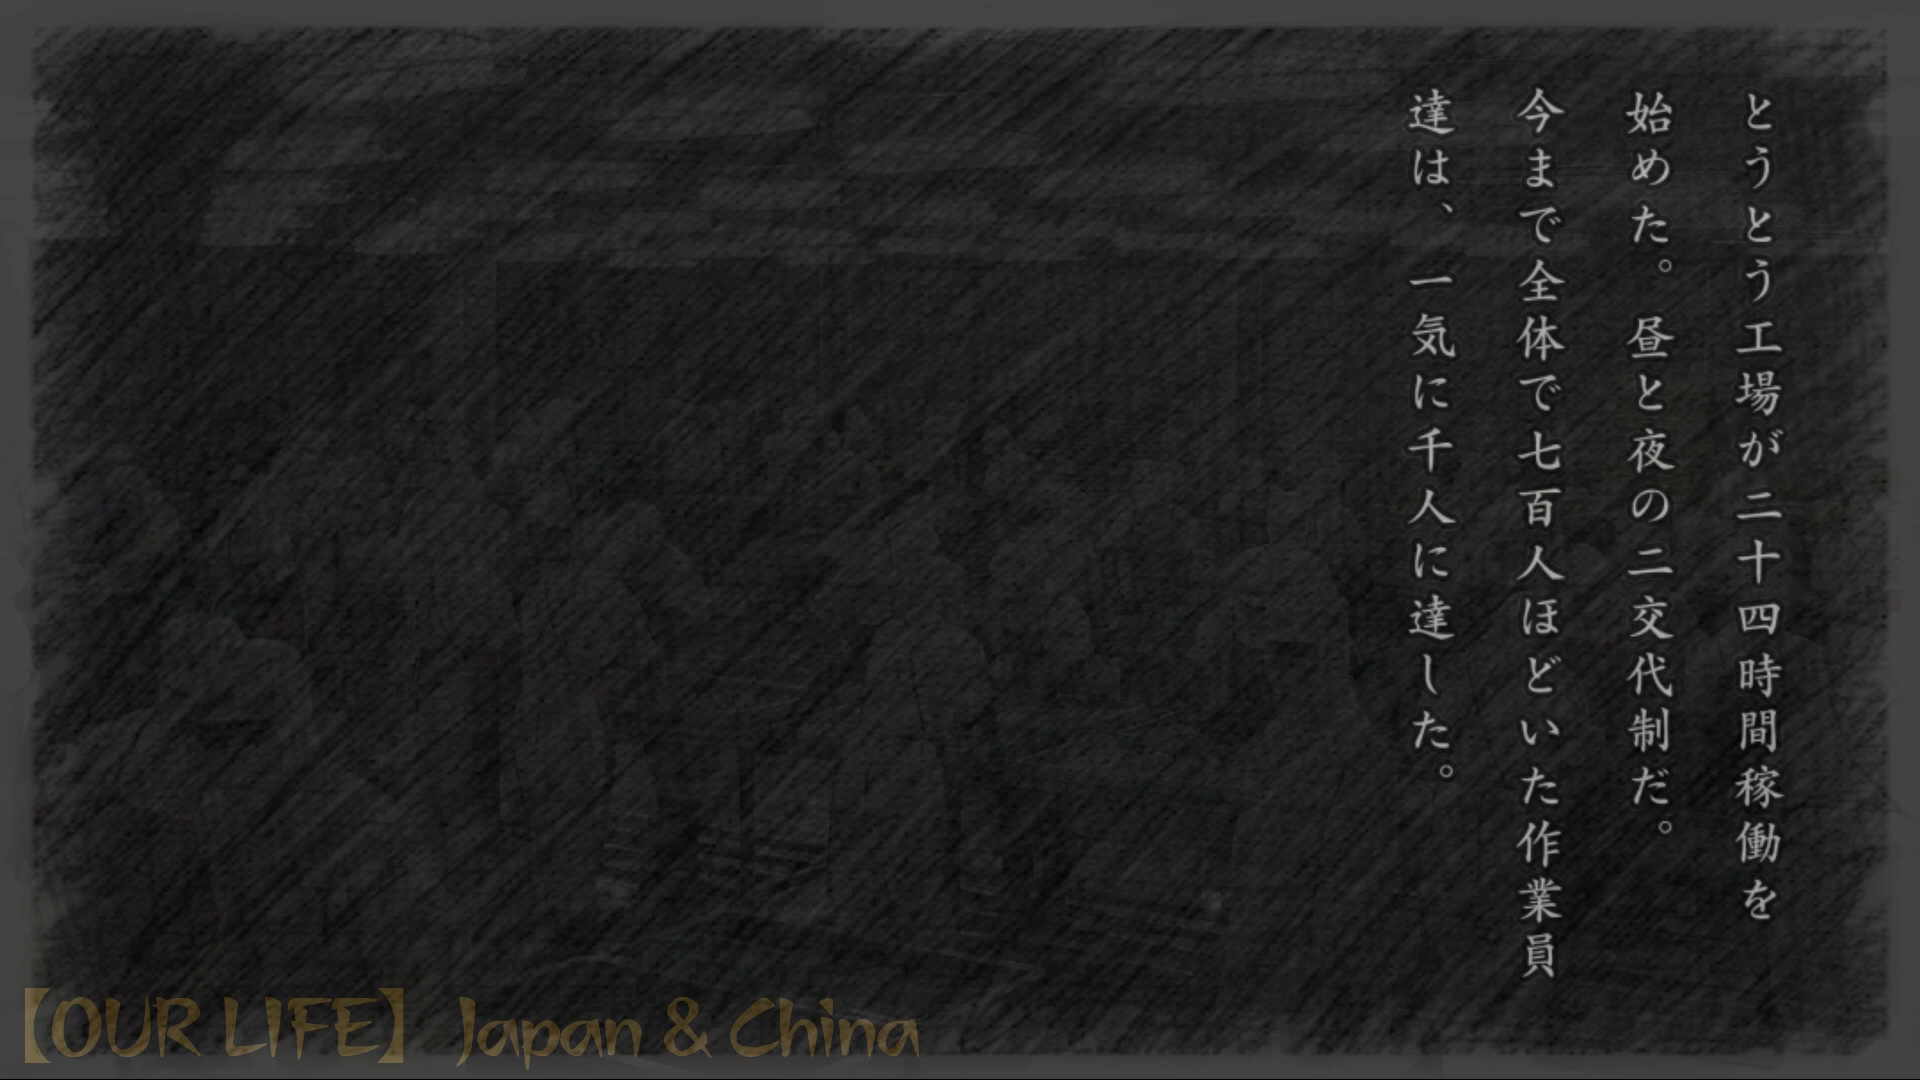 とうとう工場が二十四時間稼働を
始めた。昼と夜の二交代制だ。
今まで全体で七百人ほどいた作業員
達は、一気に千人に達した。
【OUR LIFE】 Japan & China